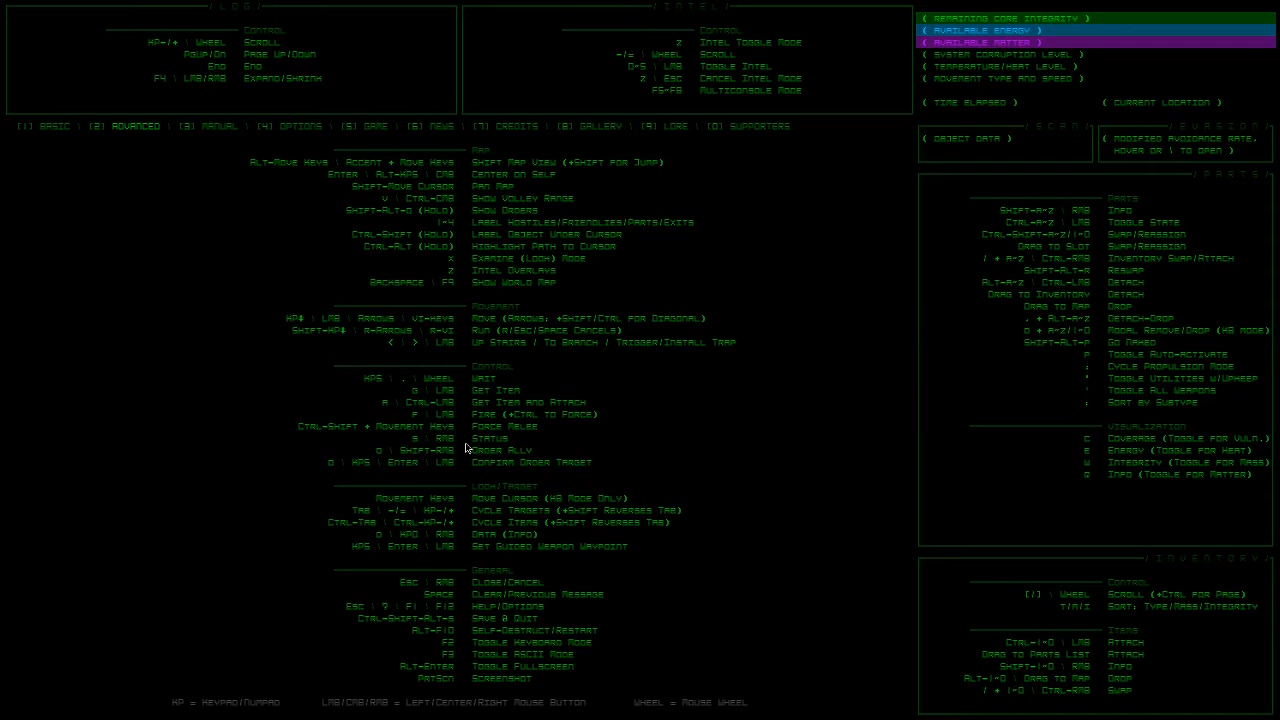 / LOG /
CONTROL
KP-/+ \ WHEEL SCROLL
PGUP/DN PAGE UP/DOWN
END END
F4 \ LMB/RMB EXPAND/SHRINK
/ INTEL /
CONTROL
Z INTEL TOGGLE MODE
-/= \ WHEEL SCROLL
0~5 \ LMB TOGGLE INTEL
Z \ ESC CANCEL INTEL MODE
F5~F8 MULTICONSOLE MODE
( REMAINING CORE INTEGRITY )
( AVAILABLE ENERGY )
( AVAILABLE MATTER )
( SYSTEM CORRUPTION LEVEL )
( TEMPERATURE/HEAT LEVEL )
( MOVEMENT TYPE AND SPEED )
( TIME ELAPSED ) ( CURRENT LOCATION )
[1] BASIC \ [2] ADVANCED \ [3] MANUAL \ [4] OPTIONS \ [5] GAME \ [6] NEWS \ [7] CREDITS \ [8] GALLERY \ [9] LORE \ [0] SUPPORTERS
/ SCAN /
( OBJECT DATA )
/ EVASION /
( MODIFIED AVOIDANCE RATE.
HOVER OR \ TO OPEN )
MAP
ALT-MOVE KEYS \ ACCENT + MOVE KEYS SHIFT MAP VIEW (+SHIFT FOR JUMP)
ENTER \ ALT-KP5 \ CMB CENTER ON SELF
SHIFT-MOVE CURSOR PAN MAP
V \ CTRL-CMB SHOW VOLLEY RANGE
SHIFT-ALT-O (HOLD) SHOW ORDERS
1~4 LABEL HOSTILES/FRIENDLIES/PARTS/EXITS
CTRL-SHIFT (HOLD) LABEL OBJECT UNDER CURSOR
CTRL-ALT (HOLD) HIGHLIGHT PATH TO CURSOR
X EXAMINE (LOOK) MODE
Z INTEL OVERLAYS
BACKSPACE \ F9 SHOW WORLD MAP
MOVEMENT
KP# \ LMB \ ARROWS \ VI-KEYS MOVE (ARROWS: +SHIFT/CTRL FOR DIAGONAL)
SHIFT-KP# \ R-ARROWS \ R-VI RUN (R/ESC/SPACE CANCELS)
< \ > \ LMB UP STAIRS / TO BRANCH / TRIGGER/INSTALL TRAP
CONTROL
KP5 \ . \ WHEEL WAIT
G \ LMB GET ITEM
A \ CTRL-LMB GET ITEM AND ATTACH
F \ LMB FIRE (+CTRL TO FORCE)
CTRL-SHIFT + MOVEMENT KEYS FORCE MELEE
S \ RMB STATUS
O \ SHIFT-RMB ORDER ALLY
O \ KP5 \ ENTER \ LMB CONFIRM ORDER TARGET
LOOK/TARGET
MOVEMENT KEYS MOVE CURSOR (KB MODE ONLY)
TAB \ -/= \ KP-/+ CYCLE TARGETS (+SHIFT REVERSES TAB)
CTRL-TAB \ CTRL-KP-/+ CYCLE ITEMS (+SHIFT REVERSES TAB)
D \ KP0 \ RMB DATA (INFO)
KP5 \ ENTER \ LMB SET GUIDED WEAPON WAYPOINT
GENERAL
ESC \ RMB CLOSE/CANCEL
SPACE CLEAR/PREVIOUS MESSAGE
ESC \ ? \ F1 \ F12 HELP/OPTIONS
CTRL-SHIFT-ALT-S SAVE & QUIT
ALT-F10 SELF-DESTRUCT/RESTART
F2 TOGGLE KEYBOARD MODE
F3 TOGGLE ASCII MODE
ALT-ENTER TOGGLE FULLSCREEN
PRTSCN SCREENSHOT
KP = KEYPAD/NUMPAD LMB/CMB/RMB = LEFT/CENTER/RIGHT MOUSE BUTTON WHEEL = MOUSE WHEEL
/ PARTS /
PARTS
SHIFT-A~Z \ RMB INFO
CTRL-A~Z \ LMB TOGGLE STATE
CTRL-SHIFT-A~Z/1~0 SWAP/REASSIGN
DRAG TO SLOT SWAP/REASSIGN
/ + A~Z \ CTRL-RMB INVENTORY SWAP/ATTACH
SHIFT-ALT-R RESWAP
ALT-A~Z \ CTRL-LMB DETACH
DRAG TO INVENTORY DETACH
DRAG TO MAP DROP
, + ALT-A~Z DETACH-DROP
D + A~Z/1~0 MODAL REMOVE/DROP (KB MODE)
SHIFT-ALT-P GO NAKED
P TOGGLE AUTO-ACTIVATE
; CYCLE PROPULSION MODE
" TOGGLE UTILITIES W/UPKEEP
' TOGGLE ALL WEAPONS
: SORT BY SUBTYPE
VISUALIZATION
C COVERAGE (TOGGLE FOR VULN.)
E ENERGY (TOGGLE FOR HEAT)
W INTEGRITY (TOGGLE FOR MASS)
Q INFO (TOGGLE FOR MATTER)
/ INVENTORY /
CONTROL
[/] \ WHEEL SCROLL (+CTRL FOR PAGE)
T/M/I SORT: TYPE/MASS/INTEGRITY
ITEMS
CTRL-1~0 \ LMB ATTACH
DRAG TO PARTS LIST ATTACH
SHIFT-1~0 \ RMB INFO
ALT-1~0 \ DRAG TO MAP DROP
/ + 1~0 \ CTRL-RMB SWAP